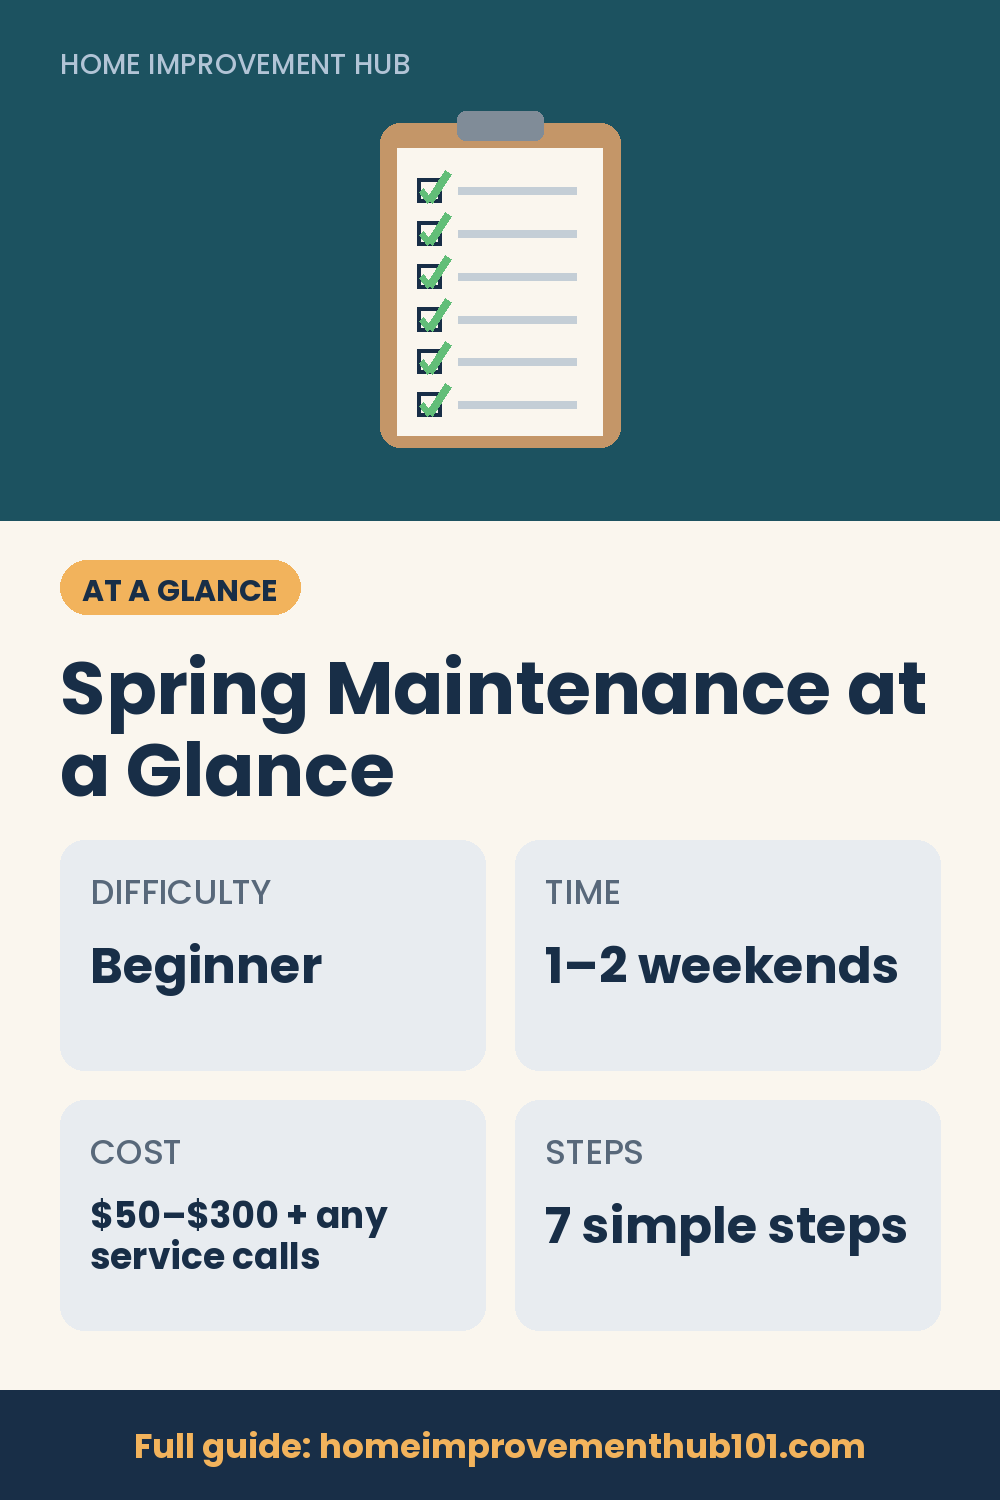 HOME IMPROVEMENT HUB
AT A GLANCE
Spring Maintenance at
a Glance
DIFFICULTY
Beginner
TIME
1–2 weekends
COST
$50–$300 + any
service calls
STEPS
7 simple steps
Full guide: homeimprovementhub101.com